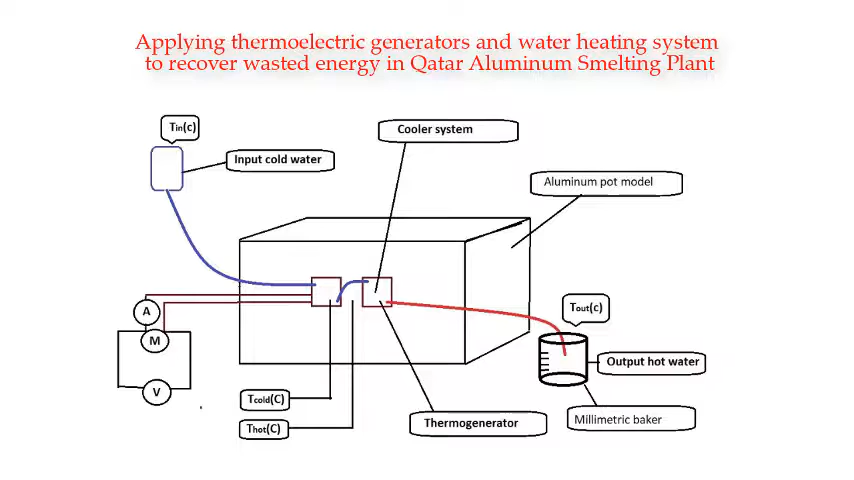 Applying thermoelectric generators and water heating system
to recover wasted energy in Qatar Aluminum Smelting Plant
Tin(c)
Cooler system
Input cold water
Aluminum pot model
A
M
V
Tout(c)
Output hot water
Tcold(C)
Thot(C)
Thermogenerator
Millimetric baker